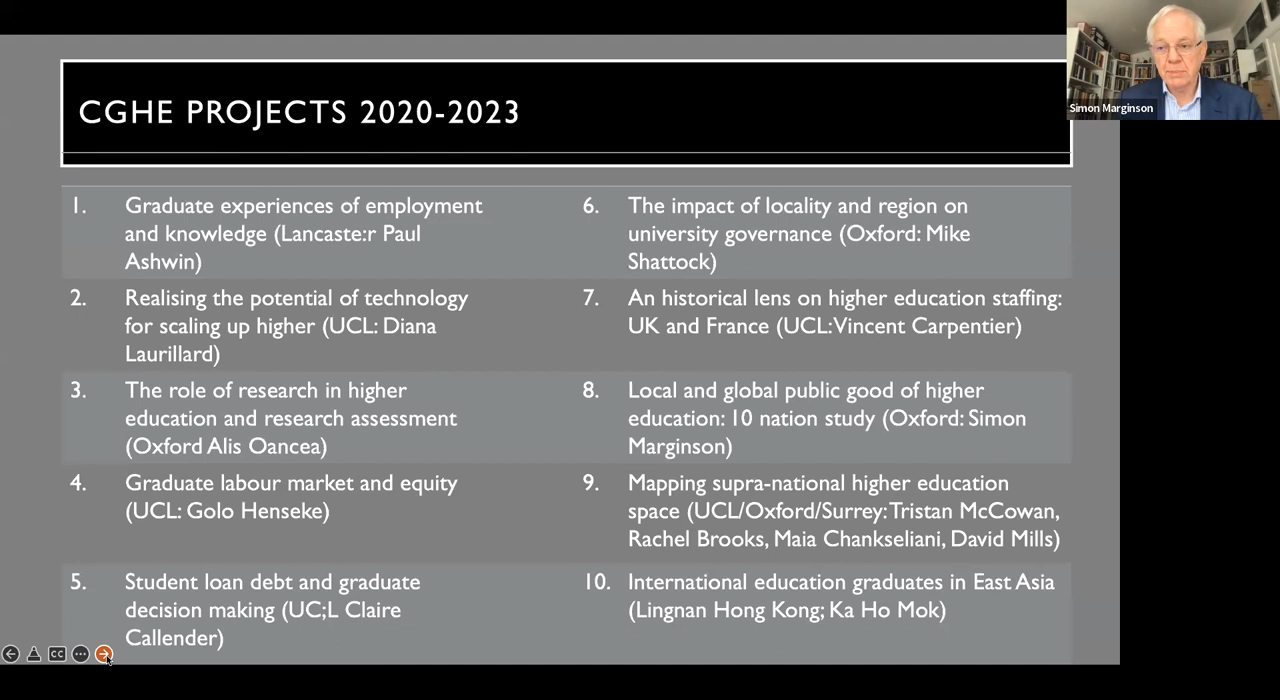 CGHE PROJECTS 2020-2023
Simon Marginson
1. Graduate experiences of employment
and knowledge (Lancaste:r Paul
Ashwin)
2. Realising the potential of technology
for scaling up higher (UCL: Diana
Laurillard)
3. The role of research in higher
education and research assessment
(Oxford Alis Oancea)
4. Graduate labour market and equity
(UCL: Golo Henseke)
5. Student loan debt and graduate
decision making (UC;L Claire
Callender)
6. The impact of locality and region on
university governance (Oxford: Mike
Shattock)
7. An historical lens on higher education staffing:
UK and France (UCL: Vincent Carpentier)
8. Local and global public good of higher
education: 10 nation study (Oxford: Simon
Marginson)
9. Mapping supra-national higher education
space (UCL/Oxford/Surrey: Tristan McCowan,
Rachel Brooks, Maia Chankseliani, David Mills)
10. International education graduates in East Asia
(Lingnan Hong Kong; Ka Ho Mok)
CC